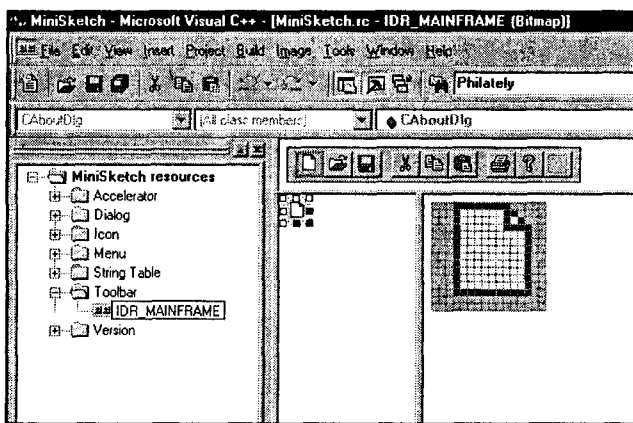 MiniSketch - Microsoft Visual C++ - [MiniSketch.rc - IDR_MAINFRAME (Bitmap)]
File Edit View Insert Project Build Image Tools Window Help
Philately
CAboutDlg [All class members] CAboutDlg
MiniSketch resources
Accelerator
Dialog
Icon
Menu
String Table
Toolbar
IDR_MAINFRAME
Version